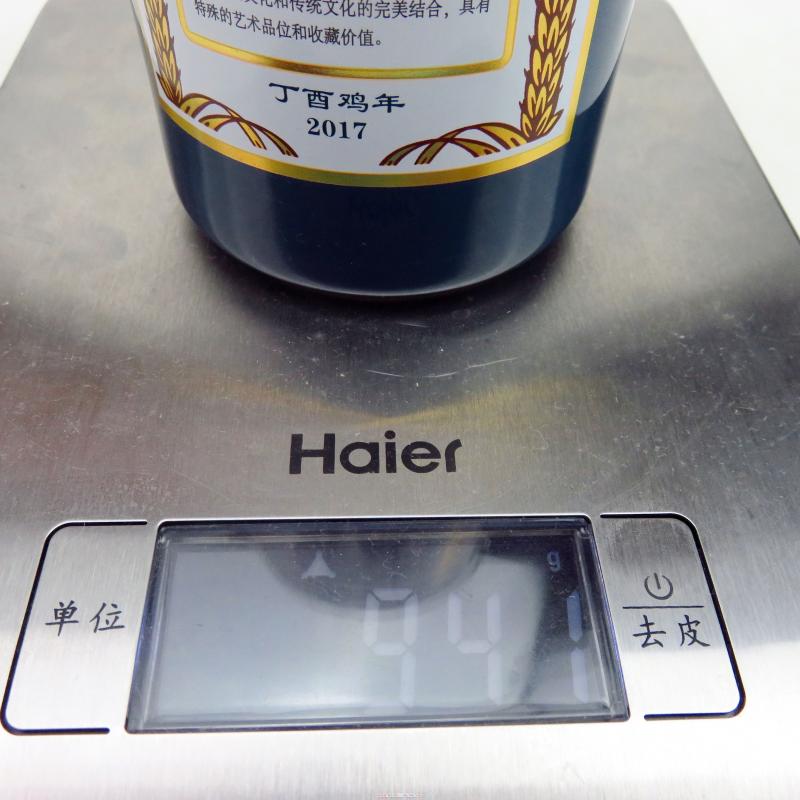 文化和传统文化的完美结合，具有
特殊的艺术品位和收藏价值。
丁酉鸡年
2017
Haier
g
941
单位
去皮